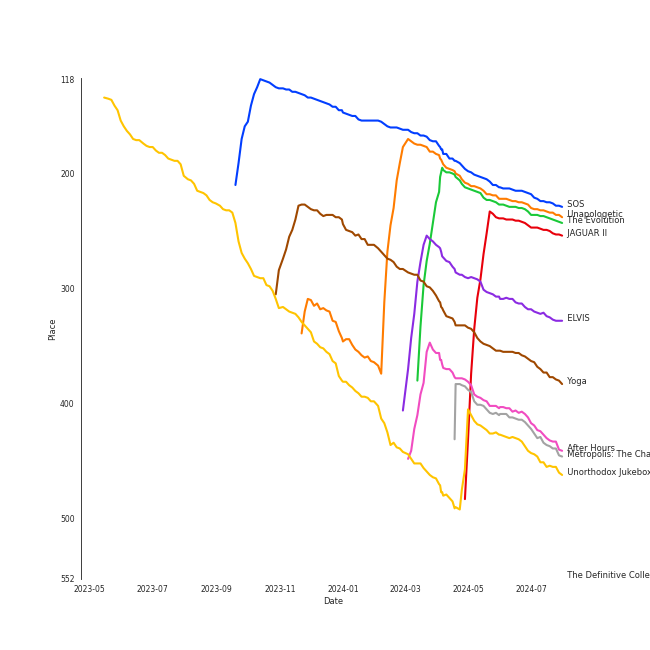 118
200
300
400
500
552
Place
2023-05
2023-07
2023-09
2023-11
2024-01
2024-03
2024-05
2024-07
Date
SOS
Unapologetic
The Evolution
JAGUAR II
ELVIS
Yoga
After Hours
Metropolis: The Cha
Unorthodox Jukebox
The Definitive Colle